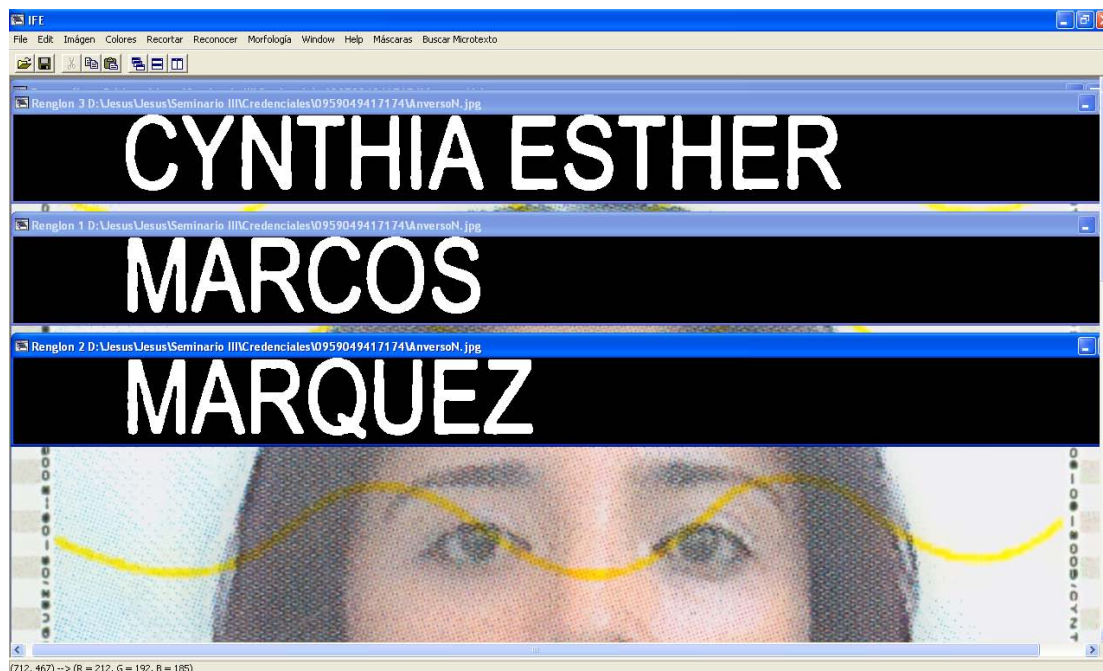 IFE
File Edit Imágen Colores Recortar Reconocer Morfología Window Help Máscaras Buscar Microtexto
Renglon 3 D:\Jesus\Jesus\Seminario III\Credenciales\0959049417174\AnversoN.jpg
CYNTHIA ESTHER
Renglon 1 D:\Jesus\Jesus\Seminario III\Credenciales\0959049417174\AnversoN.jpg
MARCOS
Renglon 2 D:\Jesus\Jesus\Seminario III\Credenciales\0959049417174\AnversoN.jpg
MARQUEZ
(712, 467) --> (R = 212, G = 192, B = 185)